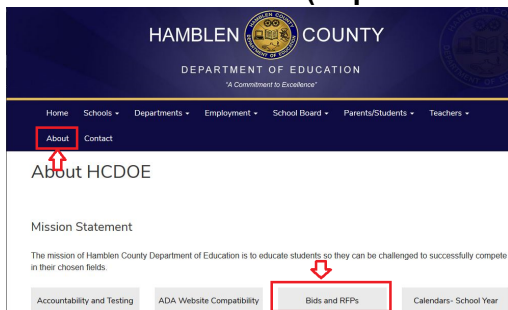 HAMBLEN COUNTY
DEPARTMENT OF EDUCATION
"A Commitment to Excellence"
Home Schools Departments Employment School Board Parents/Students Teachers
About Contact
About HCDOE
Mission Statement
The mission of Hamblen County Department of Education is to educate students so they can be challenged to successfully compete
in their chosen fields.
Accountability and Testing ADA Website Compatibility Bids and RFPs Calendars- School Year